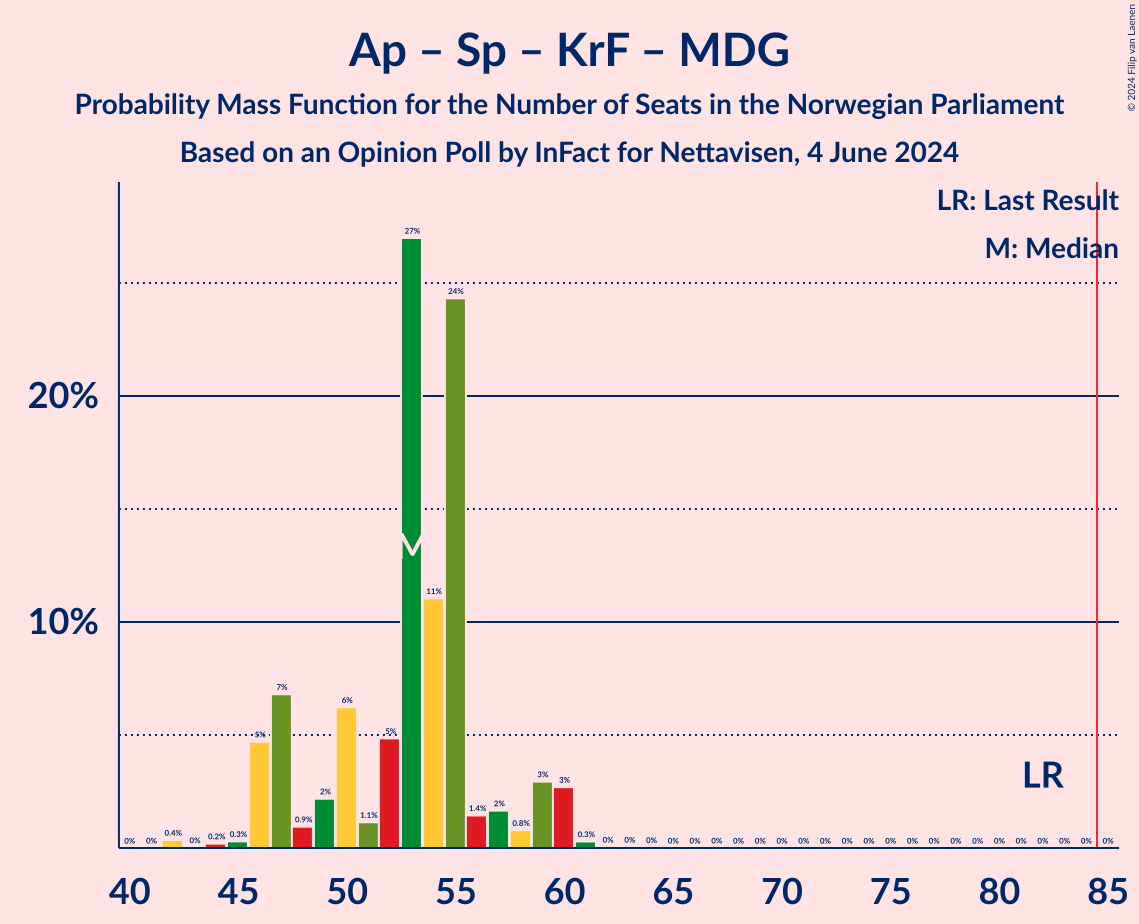 © 2024 Filip van Laenen
Ap – Sp – KrF – MDG
Probability Mass Function for the Number of Seats in the Norwegian Parliament
Based on an Opinion Poll by InFact for Nettavisen, 4 June 2024
LR: Last Result
M: Median
27%
24%
20%
M
11%
10%
7%
6%
5% 5%
3% 3%
LR
0% 0% 0.4% 0% 0.2% 0.3% 0.9% 2% 1.1% 1.4% 2% 0.8% 0.3% 0% 0% 0% 0% 0% 0% 0% 0% 0% 0% 0% 0% 0% 0% 0% 0% 0% 0% 0% 0% 0% 0% 0% 0%
40 45 50 55 60 65 70 75 80 85